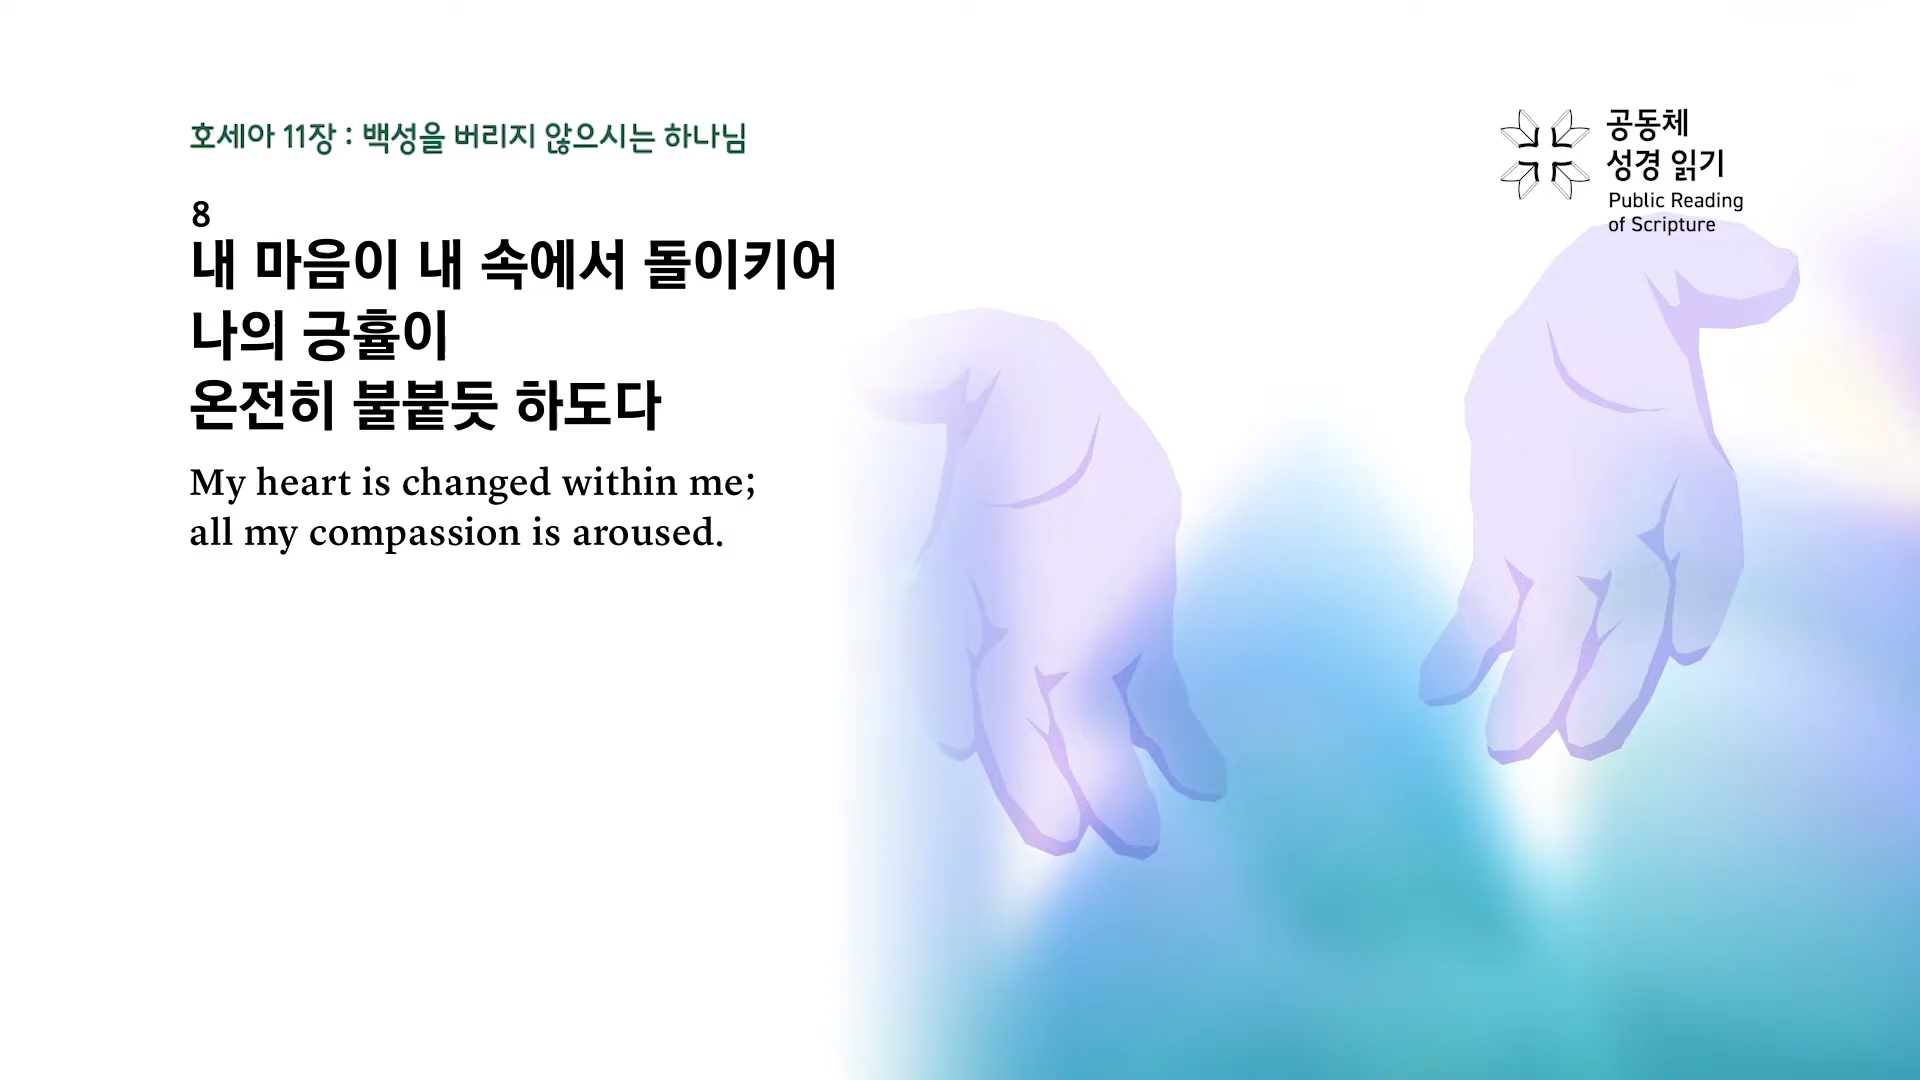 호세아 11장 : 백성을 버리지 않으시는 하나님
8
내 마음이 내 속에서 돌이키어
나의 긍휼이
온전히 불붙듯 하도다
My heart is changed within me;
all my compassion is aroused.
공동체
성경 읽기
Public Reading
of Scripture